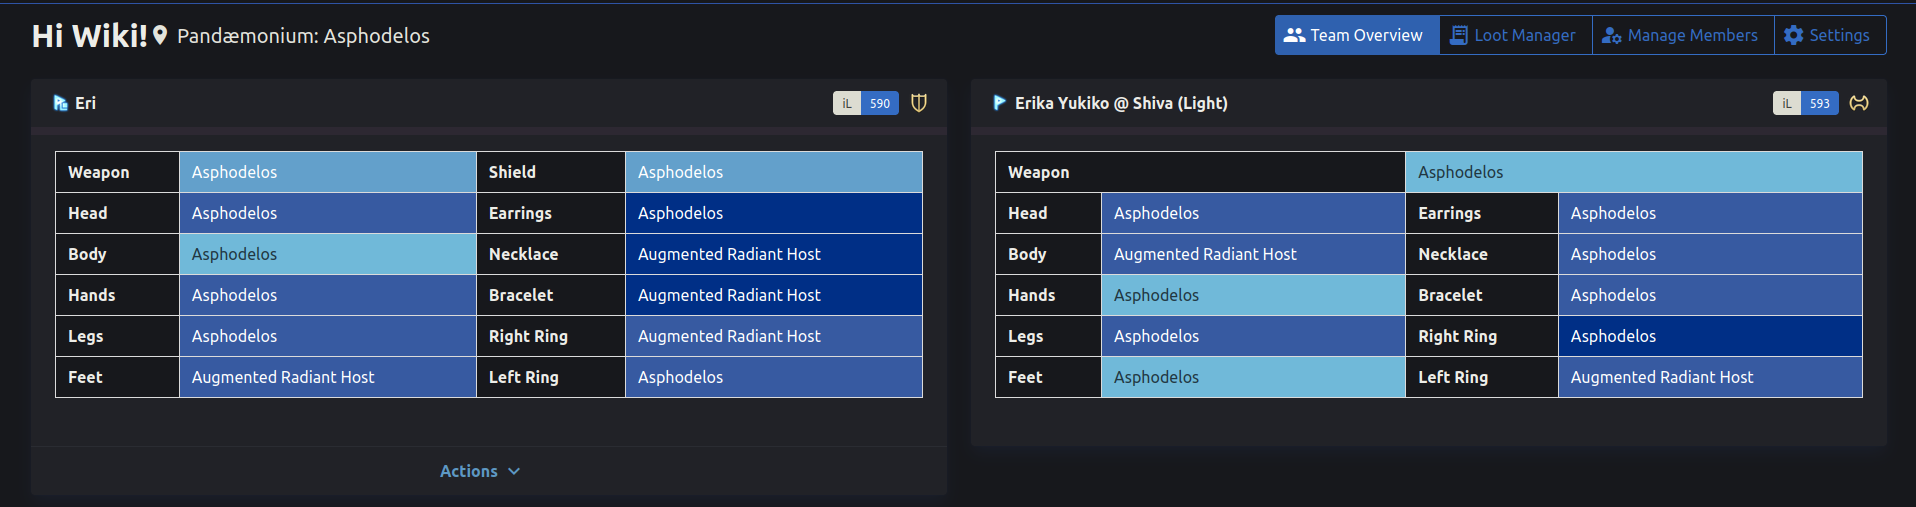 Hi Wiki! Pandæmonium: Asphodelos
Team Overview Loot Manager Manage Members Settings
Eri iL 590
Weapon Asphodelos Shield Asphodelos
Head Asphodelos Earrings Asphodelos
Body Asphodelos Necklace Augmented Radiant Host
Hands Asphodelos Bracelet Augmented Radiant Host
Legs Asphodelos Right Ring Augmented Radiant Host
Feet Augmented Radiant Host Left Ring Asphodelos
Actions
Erika Yukiko @ Shiva (Light) iL 593
Weapon Asphodelos
Head Asphodelos Earrings Asphodelos
Body Augmented Radiant Host Necklace Asphodelos
Hands Asphodelos Bracelet Asphodelos
Legs Asphodelos Right Ring Asphodelos
Feet Asphodelos Left Ring Augmented Radiant Host